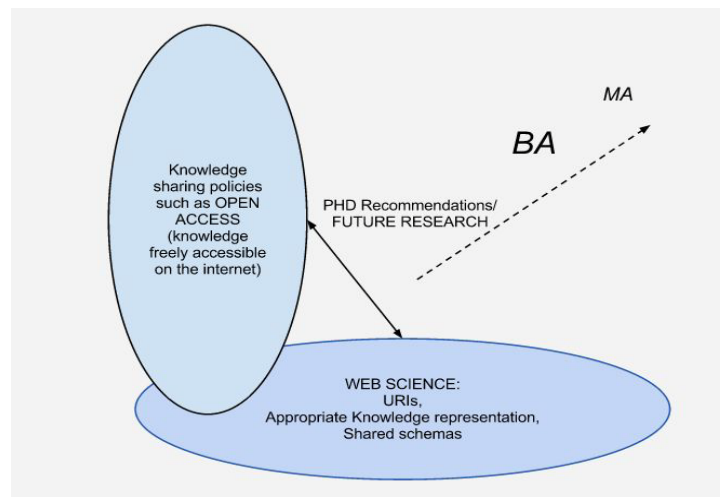 MA
BA
Knowledge
sharing policies
such as OPEN
ACCESS
(knowledge
freely accessible
on the internet)
PHD Recommendations/
FUTURE RESEARCH
WEB SCIENCE:
URIs,
Appropriate Knowledge representation,
Shared schemas